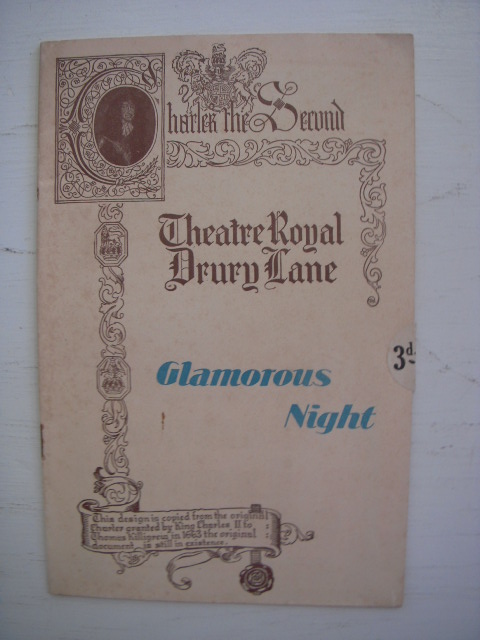 Charles the Second
Theatre Royal
Drury Lane
3d.
Glamorous
Night
This design is copied from the original
Charter granted by King Charles II to
Thomas Killigrew in 1663 the original
document is still in existence.